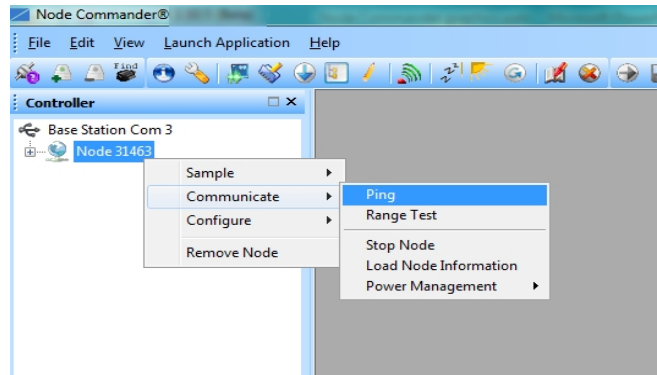 Node Commander®
File Edit View Launch Application Help
Find
Controller
Base Station Com 3
Node 31463
Sample
Communicate
Configure
Remove Node
Ping
Range Test
Stop Node
Load Node Information
Power Management